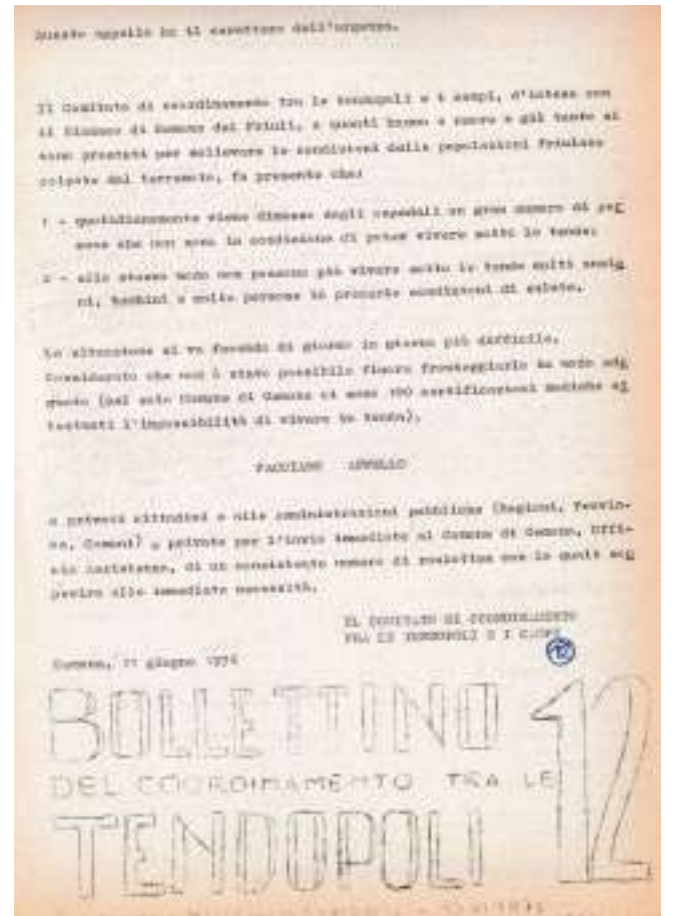 Questo appello ha il carattere dell'urgenza.
Il Comitato di coordinamento tra le tendopoli e i campi, d'intesa con
il Sindaco di Gemona del Friuli, a quanti hanno a cuore e già tanto si
sono prestati per sollevare le condizioni delle popolazioni friulane
colpite dal terremoto, fa presente che:
1 - quotidianamente viene dimesso dagli ospedali un gran numero di per
sone che non sono in condizione di poter vivere sotto le tende;
2 - allo stesso modo non possono più vivere sotto le tende molti anzia
ni, bambini e molte persone in precarie condizioni di salute.
La situazione si va facendo di giorno in giorno più difficile.
Considerato che non è stato possibile finora fronteggiarla in modo ade
guato (nel solo Comune di Gemona ci sono 100 certificazioni mediche at
testanti l'impossibilità di vivere in tenda),
FACCIAMO APPELLO
a privati cittadini e alle amministrazioni pubbliche (Regioni, Provin-
ce, Comuni) e private per l'invio immediato al Comune di Gemona, Uffi-
cio assistenza, di un consistente numero di roulottes con le quali sop
perire alle immediate necessità.
IL COMITATO DI COORDINAMENTO
FRA LE TENDOPOLI E I CAMPI
Gemona, 11 giugno 1976
12
BOLLETTINO 12
DEL COORDINAMENTO TRA LE
TENDOPOLI